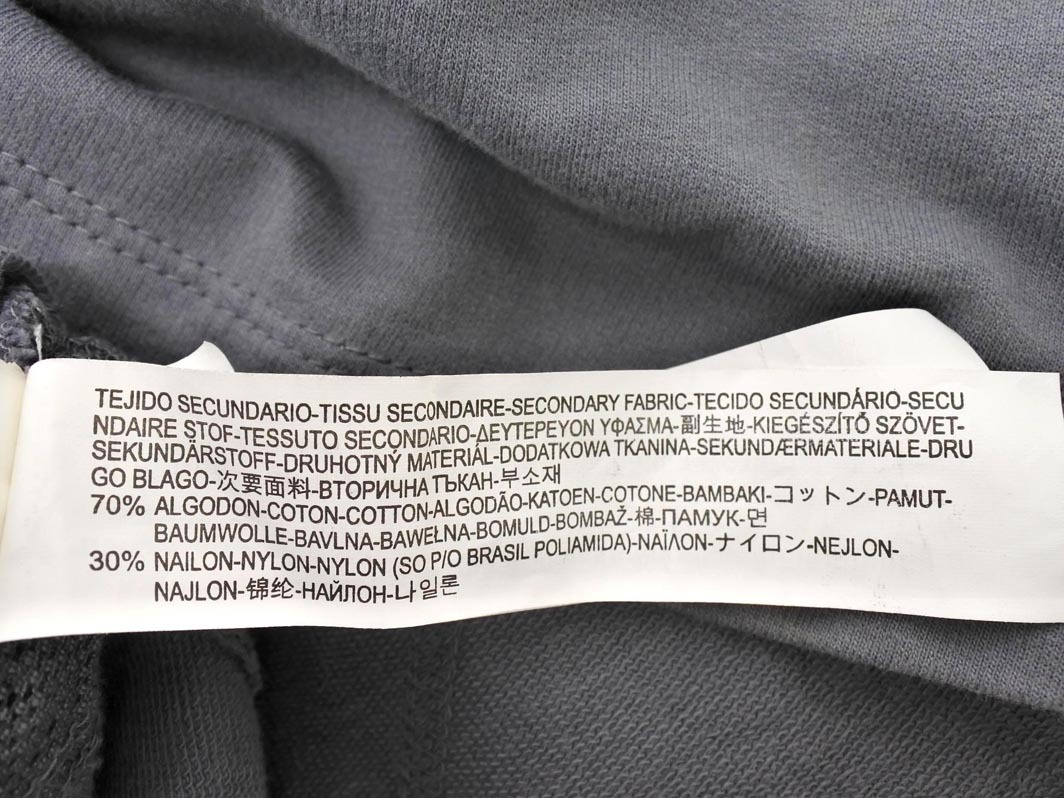 TEJIDO SECUNDARIO-TISSU SECONDAIRE-SECONDARY FABRIC-TECIDO SECUNDÁRIO-SECU
NDAIRE STOF-TESSUTO SECONDARIO-ΔΕΥΤΕΡΕΥΟΝ ΥΦΑΣΜΑ-副生地-KIEGÉSZÍTŐ SZÖVET-
SEKUNDÄRSTOFF-DRUHOTNÝ MATERIÁL-DODATKOWA TKANINA-SEKUNDÆRMATERIALE-DRU
GO BLAGO-次要面料-ВТОРИЧНА ТЪКАН-부소재
70% ALGODON-COTON-COTTON-ALGODÃO-KATOEN-COTONE-BAMBAKI-コットン-PAMUT-
BAUMWOLLE-BAVLNA-BAWEŁNA-BOMULD-BOMBAŽ-棉-ПАМУК-면
30% NAILON-NYLON-NYLON (SO P/O BRASIL POLIAMIDA)-ΝΑΪΛΟΝ-ナイロン-NEJLON-
NAJLON-锦纶-НАЙЛОН-나일론